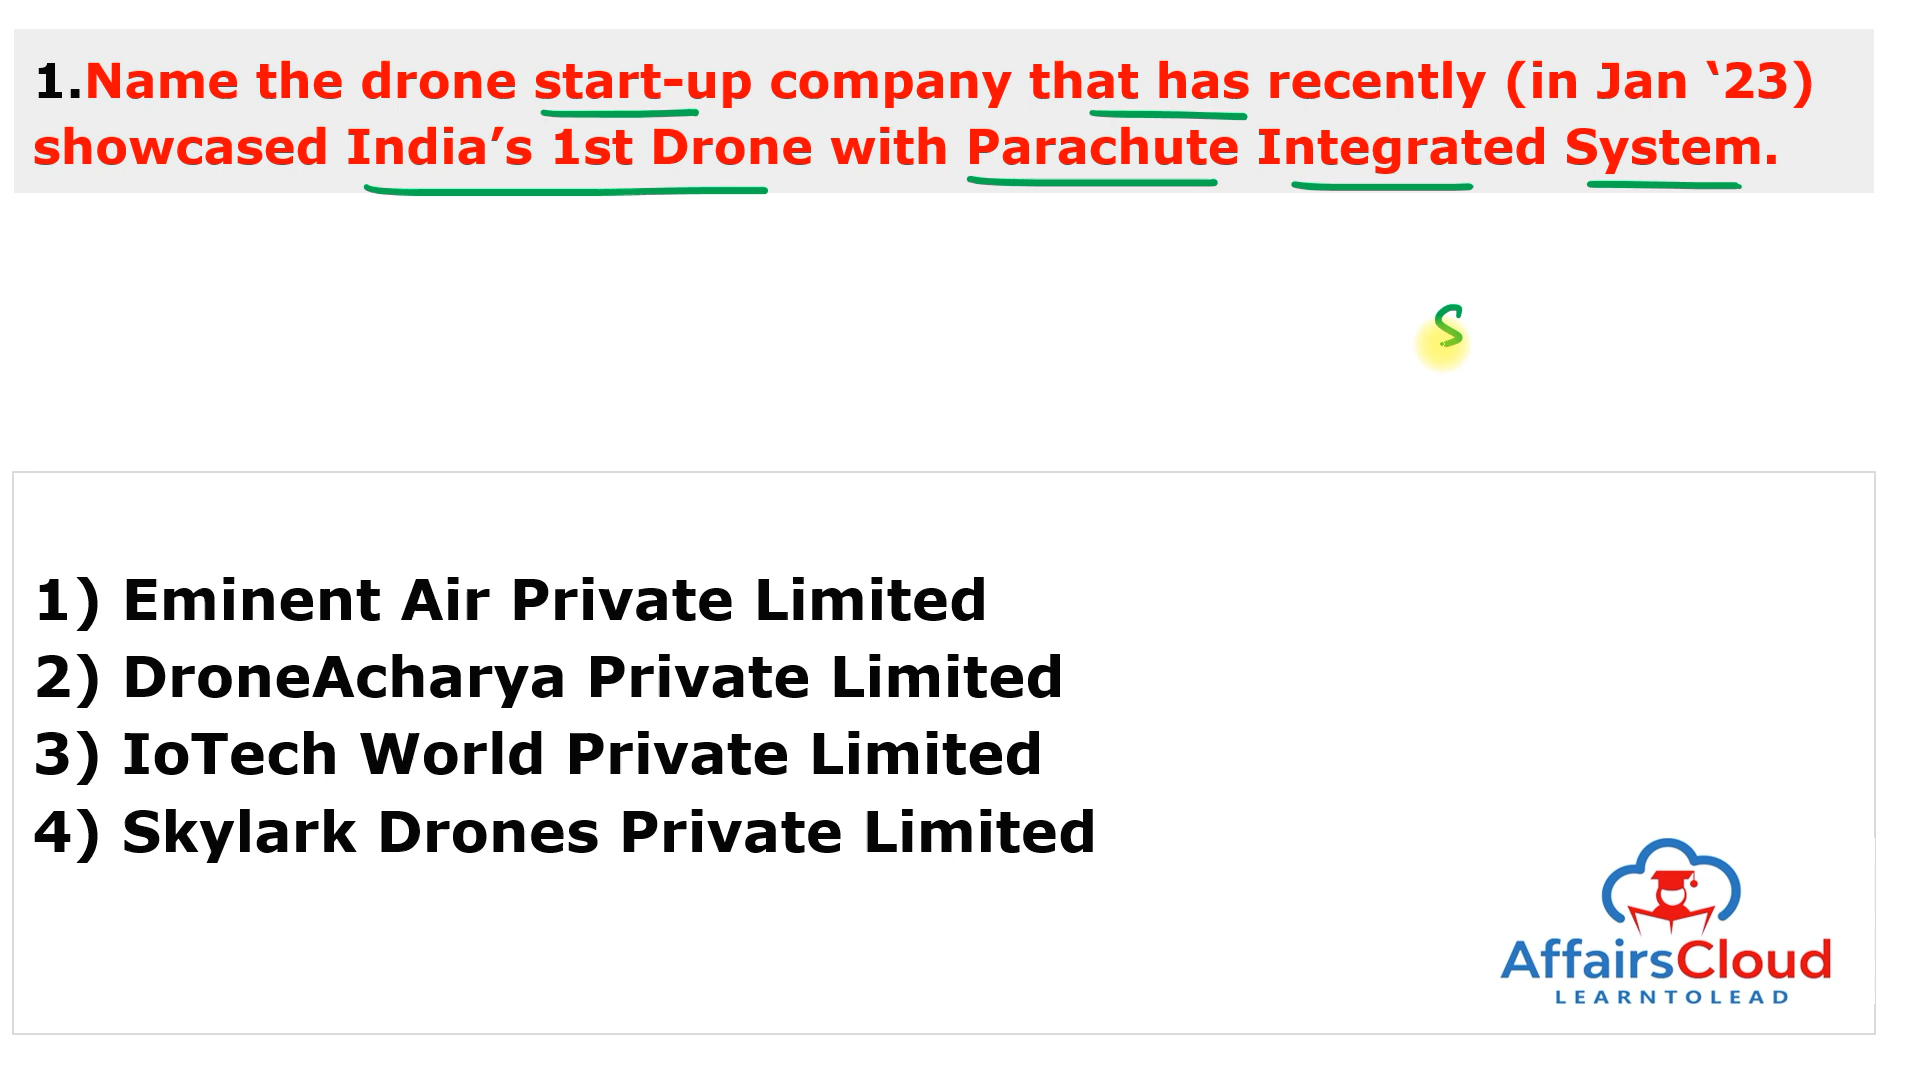 1.Name the drone start-up company that has recently (in Jan ‘23)
showcased India’s 1st Drone with Parachute Integrated System.
S
1) Eminent Air Private Limited
2) DroneAcharya Private Limited
3) IoTech World Private Limited
4) Skylark Drones Private Limited
AffairsCloud
LEARNTOLEAD